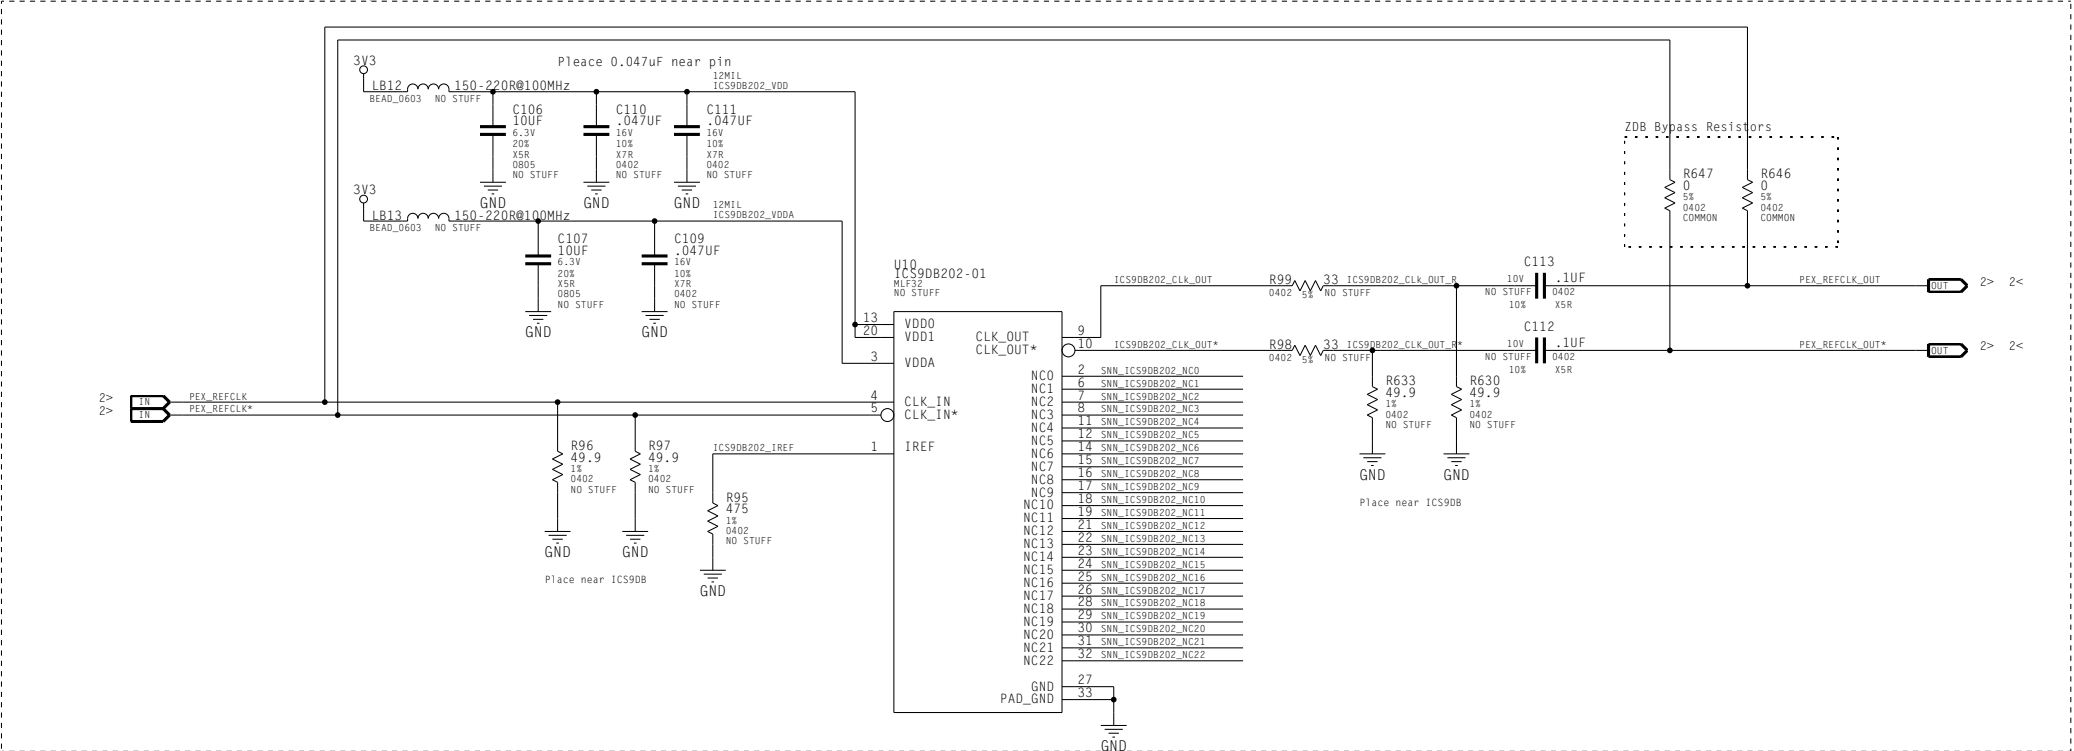 Pleace 0.047uF near pin
3V3
LB12 150-220R@100MHz
BEAD_0603 NO STUFF
12MIL
ICS9DB202_VDD
C106
10UF
6.3V
20%
X5R
0805
NO STUFF
GND
C110
.047UF
16V
10%
X7R
0402
NO STUFF
GND
C111
.047UF
16V
10%
X7R
0402
NO STUFF
GND
3V3
LB13 150-220R@100MHz
BEAD_0603 NO STUFF
12MIL
ICS9DB202_VDDA
C107
10UF
6.3V
20%
X5R
0805
NO STUFF
GND
C109
.047UF
16V
10%
X7R
0402
NO STUFF
GND
ZDB Bypass Resistors
R647
0
5%
0402
COMMON
R646
0
5%
0402
COMMON
U10
ICS9DB202-01
MLF32
NO STUFF
13 VDD0
20 VDD1
3 VDDA
4 CLK_IN
5 CLK_IN*
1 IREF
2> IN PEX_REFCLK
2> IN PEX_REFCLK*
R96
49.9
1%
0402
NO STUFF
GND
R97
49.9
1%
0402
NO STUFF
GND
Place near ICS9DB
ICS9DB202_IREF
R95
475
1%
0402
NO STUFF
GND
CLK_OUT 9
CLK_OUT* 10
NC0 2 SNN_ICS9DB202_NC0
NC1 6 SNN_ICS9DB202_NC1
NC2 7 SNN_ICS9DB202_NC2
NC3 8 SNN_ICS9DB202_NC3
NC4 11 SNN_ICS9DB202_NC4
NC5 12 SNN_ICS9DB202_NC5
NC6 14 SNN_ICS9DB202_NC6
NC7 15 SNN_ICS9DB202_NC7
NC8 16 SNN_ICS9DB202_NC8
NC9 17 SNN_ICS9DB202_NC9
NC10 18 SNN_ICS9DB202_NC10
NC11 19 SNN_ICS9DB202_NC11
NC12 21 SNN_ICS9DB202_NC12
NC13 22 SNN_ICS9DB202_NC13
NC14 23 SNN_ICS9DB202_NC14
NC15 24 SNN_ICS9DB202_NC15
NC16 25 SNN_ICS9DB202_NC16
NC17 26 SNN_ICS9DB202_NC17
NC18 28 SNN_ICS9DB202_NC18
NC19 29 SNN_ICS9DB202_NC19
NC20 30 SNN_ICS9DB202_NC20
NC21 31 SNN_ICS9DB202_NC21
NC22 32 SNN_ICS9DB202_NC22
GND 27
PAD_GND 33
GND
ICS9DB202_CLk_OUT
R99 33
0402 5% NO STUFF
ICS9DB202_CLk_OUT_R
C113
10V .1UF
NO STUFF 0402
10% X5R
PEX_REFCLK_OUT OUT 2> 2<
ICS9DB202_CLK_OUT*
R98 33
0402 5% NO STUFF
ICS9DB202_CLK_OUT_R*
C112
10V .1UF
NO STUFF 0402
10% X5R
PEX_REFCLK_OUT* OUT 2> 2<
R633
49.9
1%
0402
NO STUFF
GND
R630
49.9
1%
0402
NO STUFF
GND
Place near ICS9DB